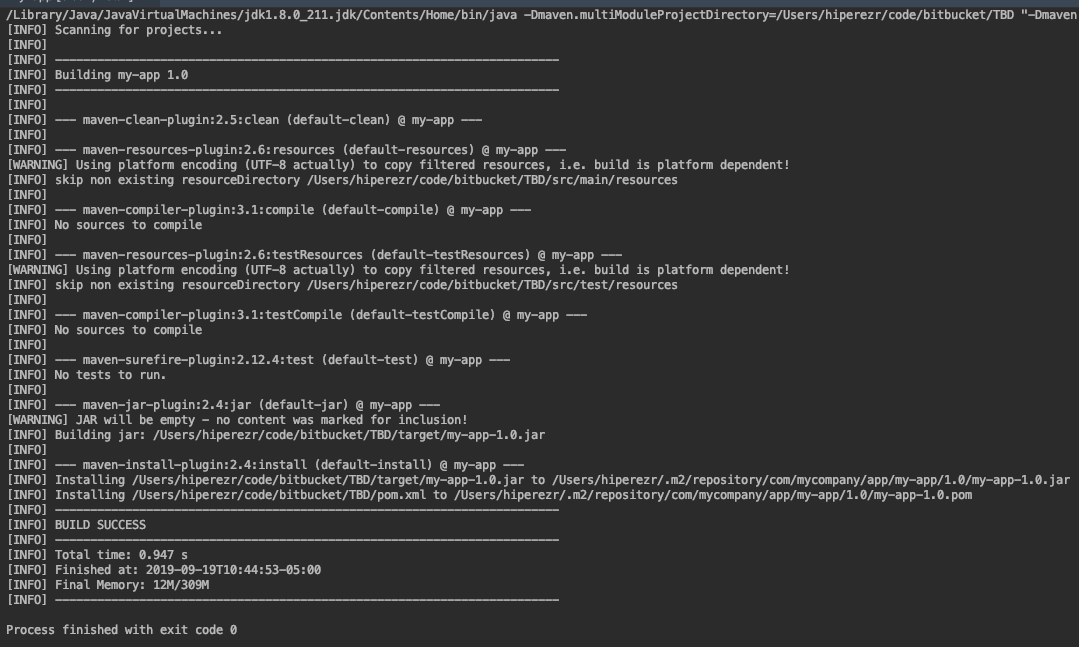 /Library/Java/JavaVirtualMachines/jdk1.8.0_211.jdk/Contents/Home/bin/java -Dmaven.multiModuleProjectDirectory=/Users/hiperezr/code/bitbucket/TBD "-Dmaven
[INFO] Scanning for projects...
[INFO]
[INFO] ------------------------------------------------------------------------
[INFO] Building my-app 1.0
[INFO] ------------------------------------------------------------------------
[INFO]
[INFO] --- maven-clean-plugin:2.5:clean (default-clean) @ my-app ---
[INFO]
[INFO] --- maven-resources-plugin:2.6:resources (default-resources) @ my-app ---
[WARNING] Using platform encoding (UTF-8 actually) to copy filtered resources, i.e. build is platform dependent!
[INFO] skip non existing resourceDirectory /Users/hiperezr/code/bitbucket/TBD/src/main/resources
[INFO]
[INFO] --- maven-compiler-plugin:3.1:compile (default-compile) @ my-app ---
[INFO] No sources to compile
[INFO]
[INFO] --- maven-resources-plugin:2.6:testResources (default-testResources) @ my-app ---
[WARNING] Using platform encoding (UTF-8 actually) to copy filtered resources, i.e. build is platform dependent!
[INFO] skip non existing resourceDirectory /Users/hiperezr/code/bitbucket/TBD/src/test/resources
[INFO]
[INFO] --- maven-compiler-plugin:3.1:testCompile (default-testCompile) @ my-app ---
[INFO] No sources to compile
[INFO]
[INFO] --- maven-surefire-plugin:2.12.4:test (default-test) @ my-app ---
[INFO] No tests to run.
[INFO]
[INFO] --- maven-jar-plugin:2.4:jar (default-jar) @ my-app ---
[WARNING] JAR will be empty - no content was marked for inclusion!
[INFO] Building jar: /Users/hiperezr/code/bitbucket/TBD/target/my-app-1.0.jar
[INFO]
[INFO] --- maven-install-plugin:2.4:install (default-install) @ my-app ---
[INFO] Installing /Users/hiperezr/code/bitbucket/TBD/target/my-app-1.0.jar to /Users/hiperezr/.m2/repository/com/mycompany/app/my-app/1.0/my-app-1.0.jar
[INFO] Installing /Users/hiperezr/code/bitbucket/TBD/pom.xml to /Users/hiperezr/.m2/repository/com/mycompany/app/my-app/1.0/my-app-1.0.pom
[INFO] ------------------------------------------------------------------------
[INFO] BUILD SUCCESS
[INFO] ------------------------------------------------------------------------
[INFO] Total time: 0.947 s
[INFO] Finished at: 2019-09-19T10:44:53-05:00
[INFO] Final Memory: 12M/309M
[INFO] ------------------------------------------------------------------------
Process finished with exit code 0